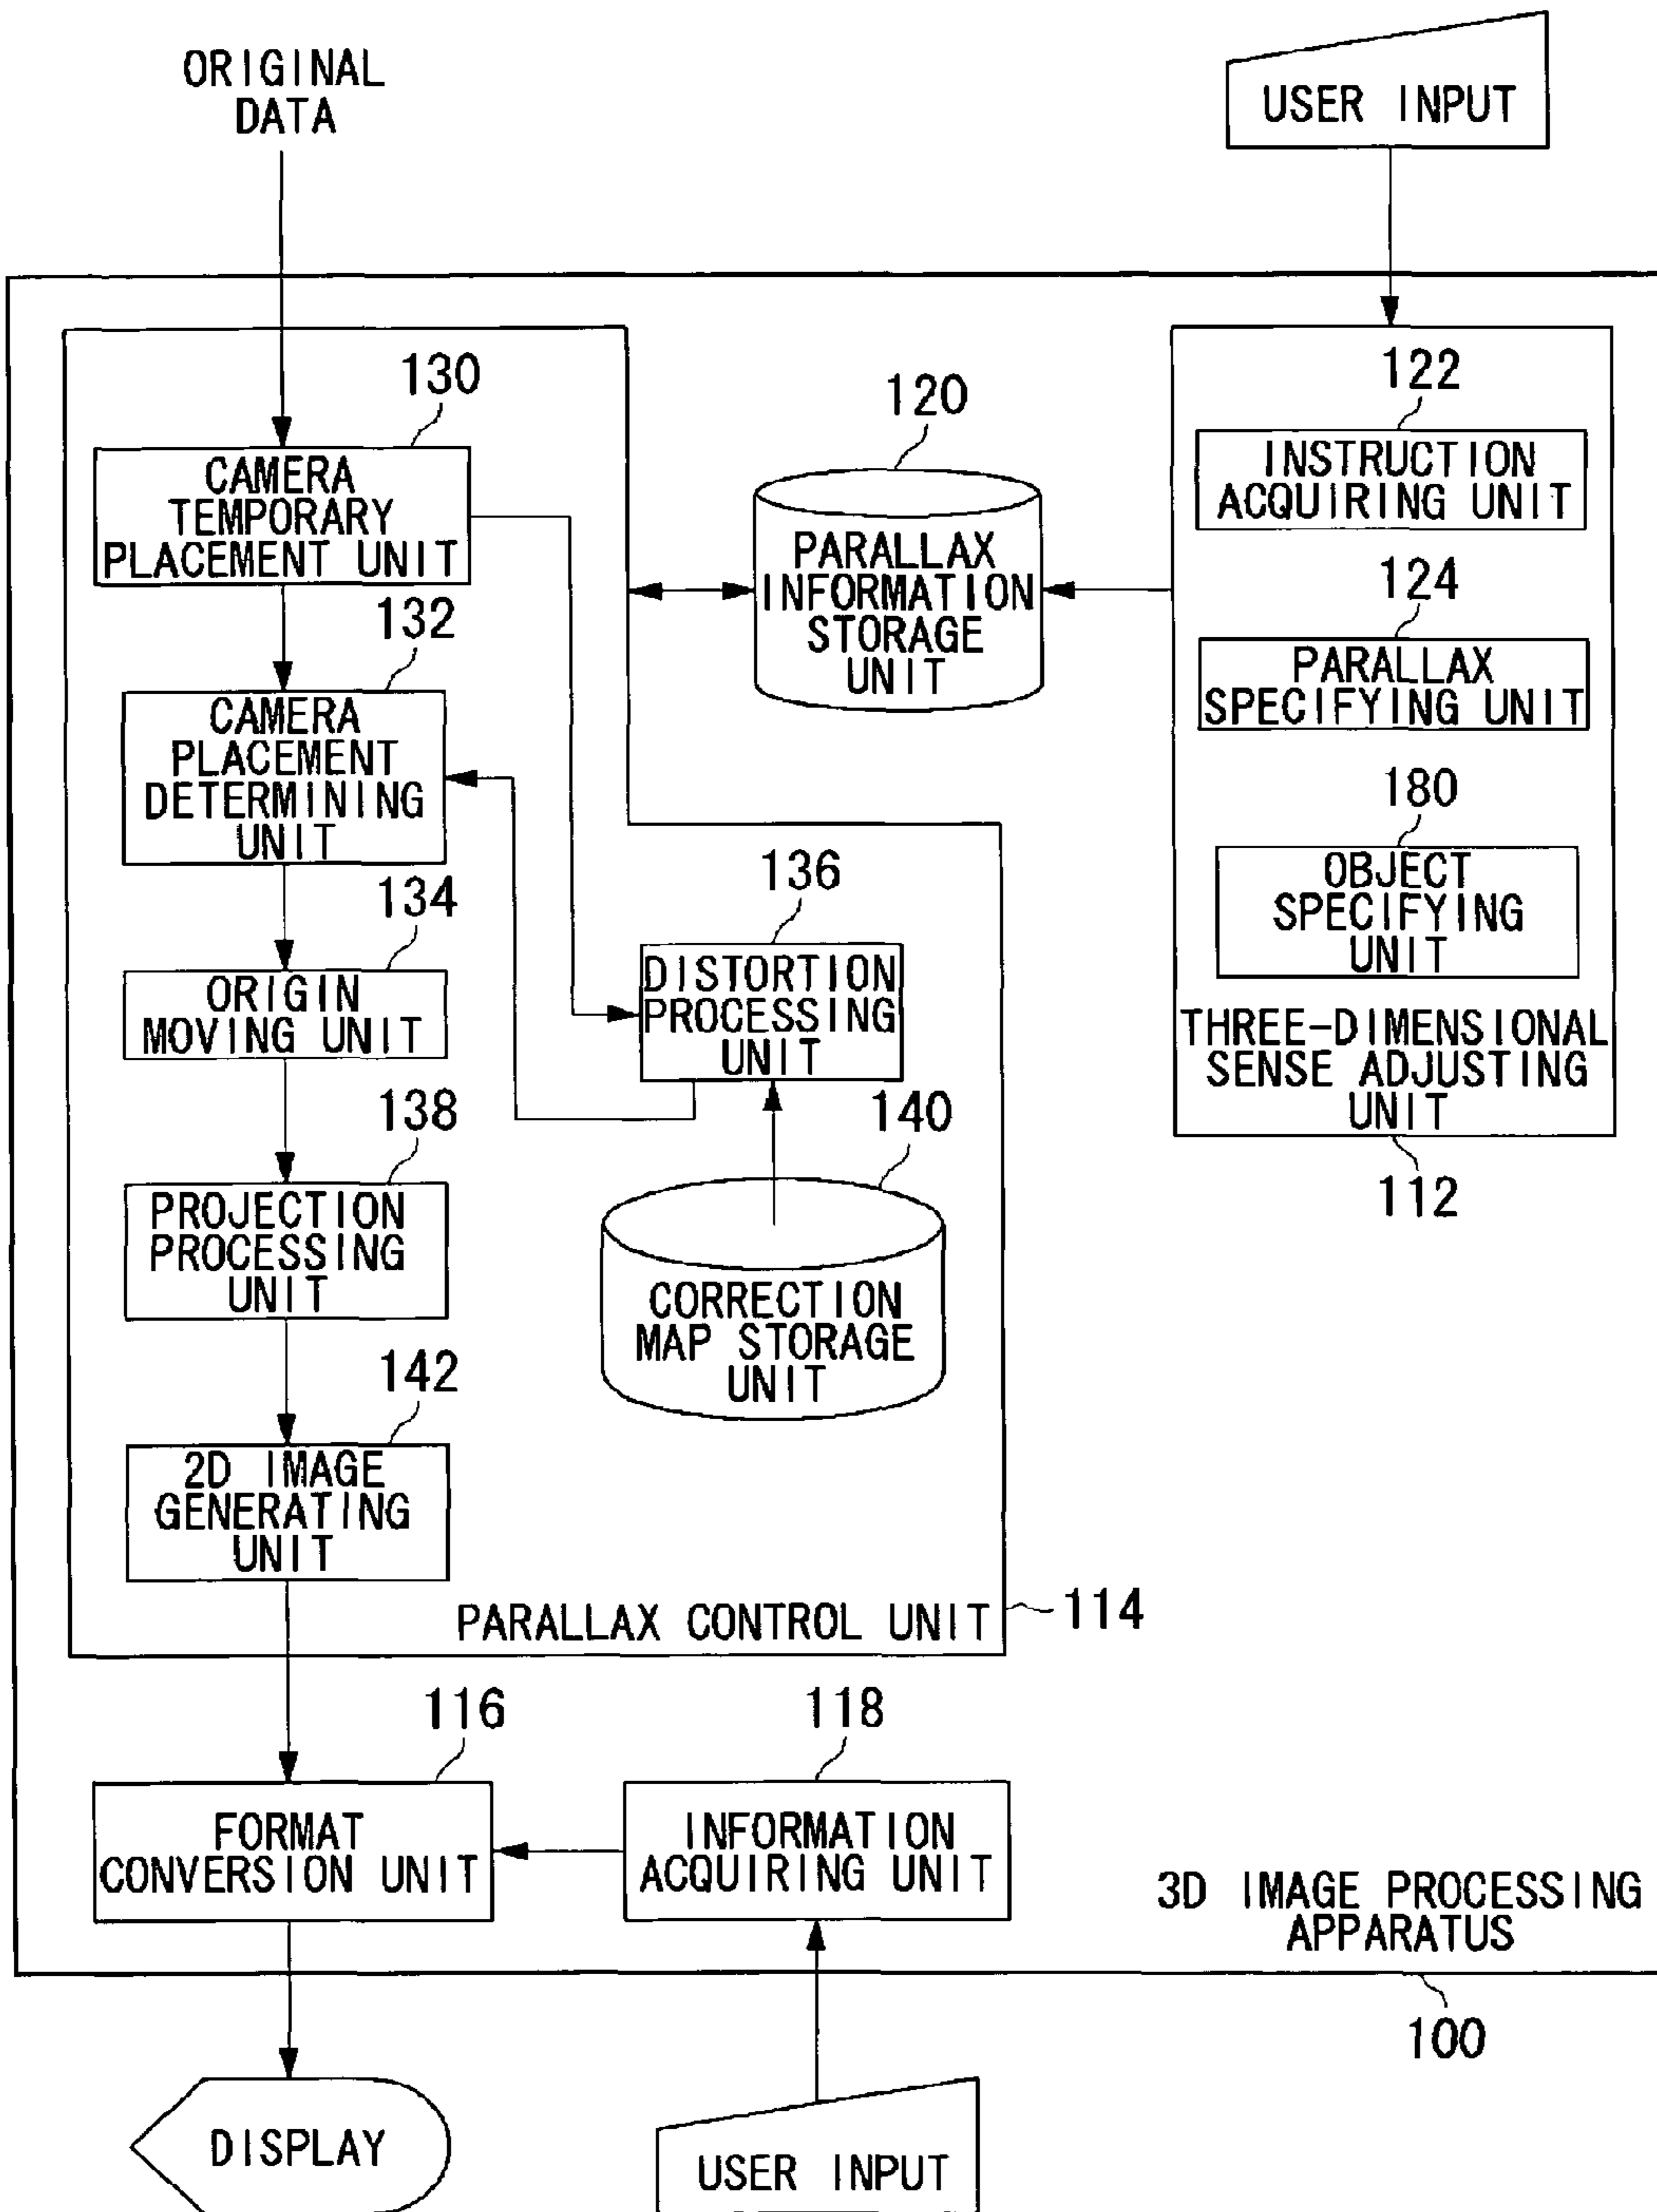 ORIGINAL
DATA
USER INPUT
130
CAMERA
TEMPORARY
PLACEMENT UNIT
132
CAMERA
PLACEMENT
DETERMINING
UNIT
134
ORIGIN
MOVING UNIT
138
PROJECTION
PROCESSING
UNIT
142
2D IMAGE
GENERATING
UNIT
136
DISTORTION
PROCESSING
UNIT
140
CORRECTION
MAP STORAGE
UNIT
PARALLAX CONTROL UNIT
114
120
PARALLAX
INFORMATION
STORAGE
UNIT
122
INSTRUCTION
ACQUIRING UNIT
124
PARALLAX
SPECIFYING UNIT
180
OBJECT
SPECIFYING
UNIT
THREE-DIMENSIONAL
SENSE ADJUSTING
UNIT
112
116
FORMAT
CONVERSION UNIT
118
INFORMATION
ACQUIRING UNIT
3D IMAGE PROCESSING
APPARATUS
100
DISPLAY
USER INPUT